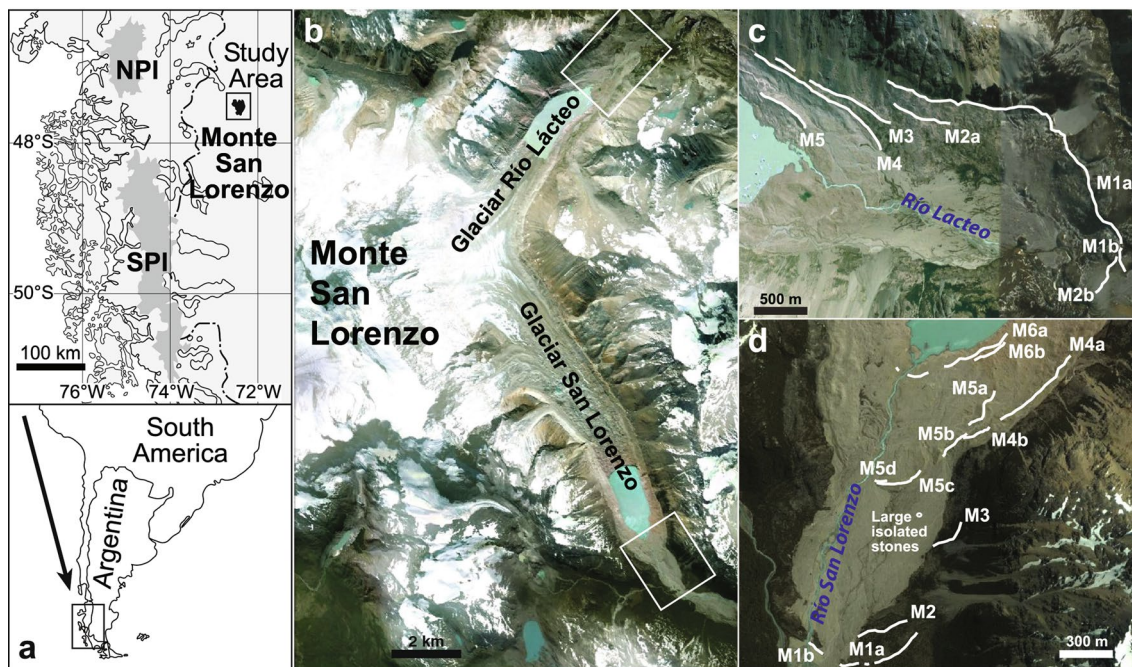 NPI
Study
Area
48°S
Monte
San
Lorenzo
SPI
50°S
100 km
76°W
74°W
72°W
South
America
Argentina
a
b
Glaciar Río Lácteo
Monte
San
Lorenzo
Glaciar San Lorenzo
2 km
c
M5
M3
M4
M2a
M1a
Río Lacteo
M1b
M2b
500 m
d
M6a
M6b
M4a
M5a
M5b
M4b
M5d
M5c
Large
isolated
stones
M3
Río San Lorenzo
M2
M1a
M1b
300 m